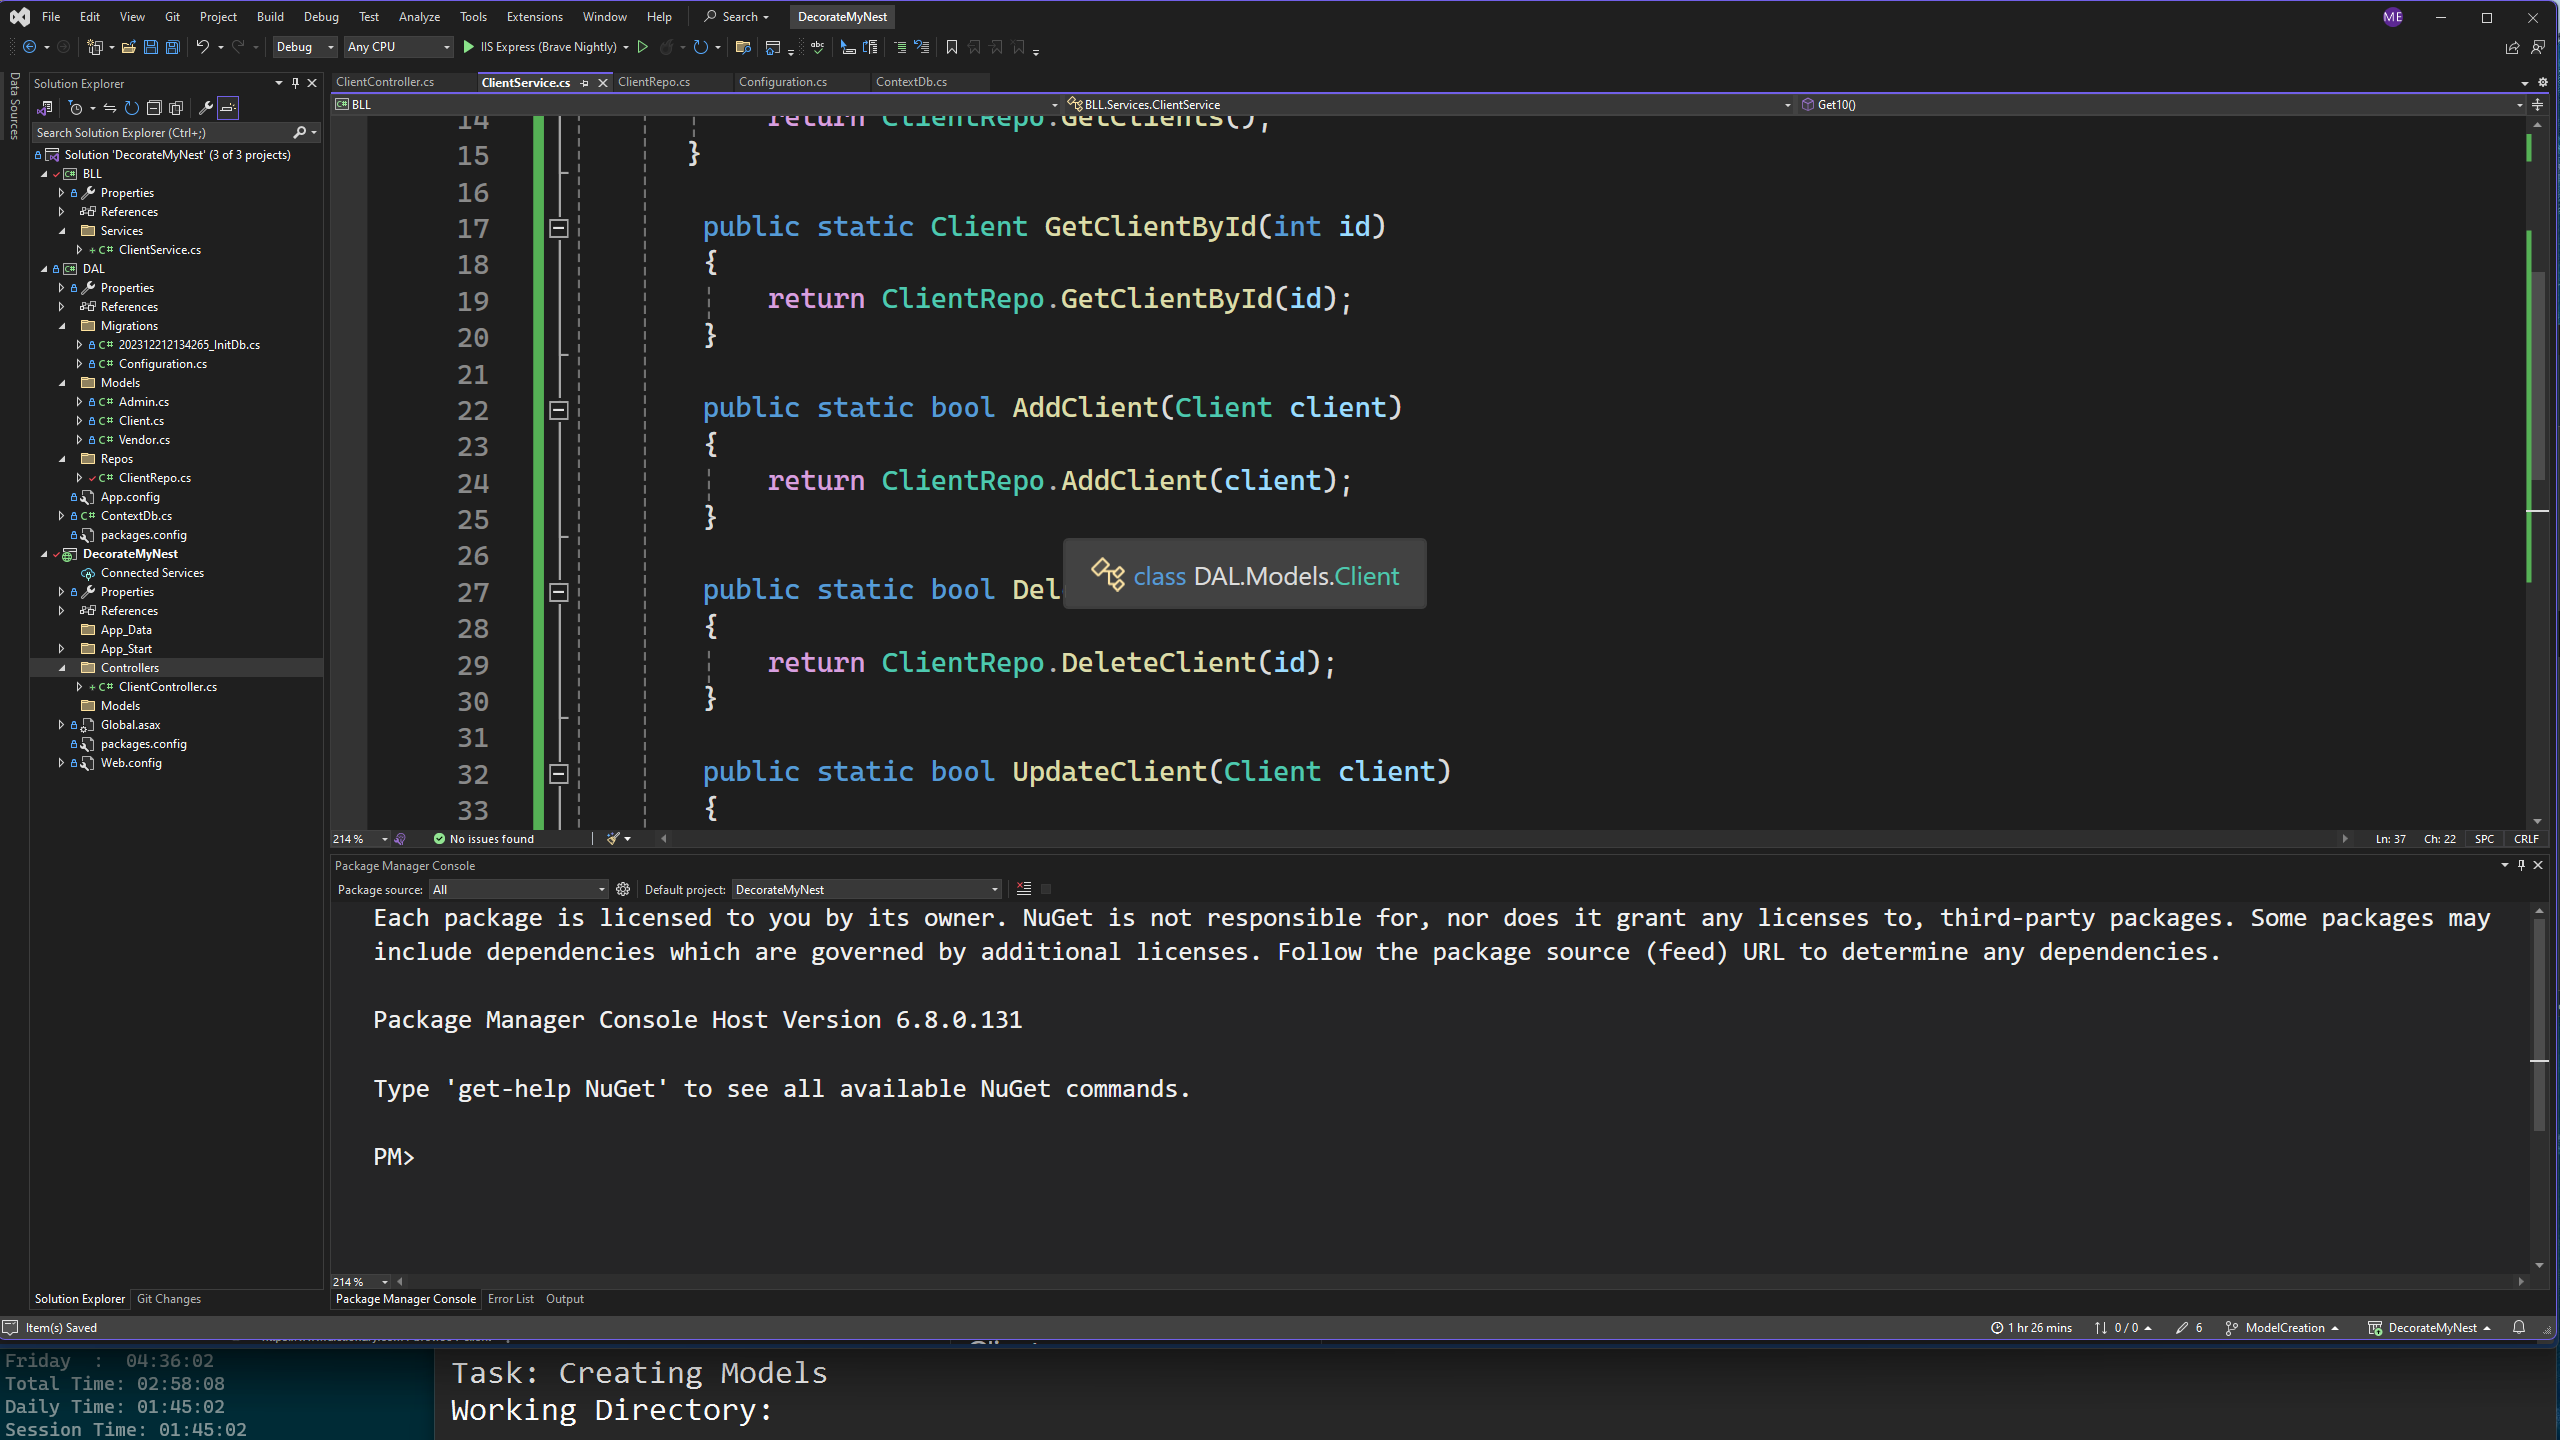 File Edit View Git Project Build Debug Test Analyze Tools Extensions Window Help Search DecorateMyNest ME
Debug Any CPU IIS Express (Brave Nightly)
Data Sources
Solution Explorer
Search Solution Explorer (Ctrl+;)
Solution 'DecorateMyNest' (3 of 3 projects)
BLL
Properties
References
Services
C# ClientService.cs
DAL
Properties
References
Migrations
C# 202312212134265_InitDb.cs
C# Configuration.cs
Models
C# Admin.cs
C# Client.cs
C# Vendor.cs
Repos
C# ClientRepo.cs
App.config
C# ContextDb.cs
packages.config
DecorateMyNest
Connected Services
Properties
References
App_Data
App_Start
Controllers
C# ClientController.cs
Models
Global.asax
packages.config
Web.config
Solution Explorer Git Changes
ClientController.cs ClientService.cs ClientRepo.cs Configuration.cs ContextDb.cs
BLL BLL.Services.ClientService Get10()
14 return ClientRepo.GetClients();
15 }
16
17 public static Client GetClientById(int id)
18 {
19 return ClientRepo.GetClientById(id);
20 }
21
22 public static bool AddClient(Client client)
23 {
24 return ClientRepo.AddClient(client);
25 }
26
class DAL.Models.Client
27 public static bool Del
28 {
29 return ClientRepo.DeleteClient(id);
30 }
31
32 public static bool UpdateClient(Client client)
33 {
214 % No issues found Ln: 37 Ch: 22 SPC CRLF
Package Manager Console
Package source: All Default project: DecorateMyNest
Each package is licensed to you by its owner. NuGet is not responsible for, nor does it grant any licenses to, third-party packages. Some packages may
include dependencies which are governed by additional licenses. Follow the package source (feed) URL to determine any dependencies.
Package Manager Console Host Version 6.8.0.131
Type 'get-help NuGet' to see all available NuGet commands.
PM>
214 %
Package Manager Console Error List Output
Item(s) Saved 1 hr 26 mins 0 / 0 6 ModelCreation DecorateMyNest
Friday : 04:36:02
Total Time: 02:58:08
Daily Time: 01:45:02
Session Time: 01:45:02
Task: Creating Models
Working Directory: